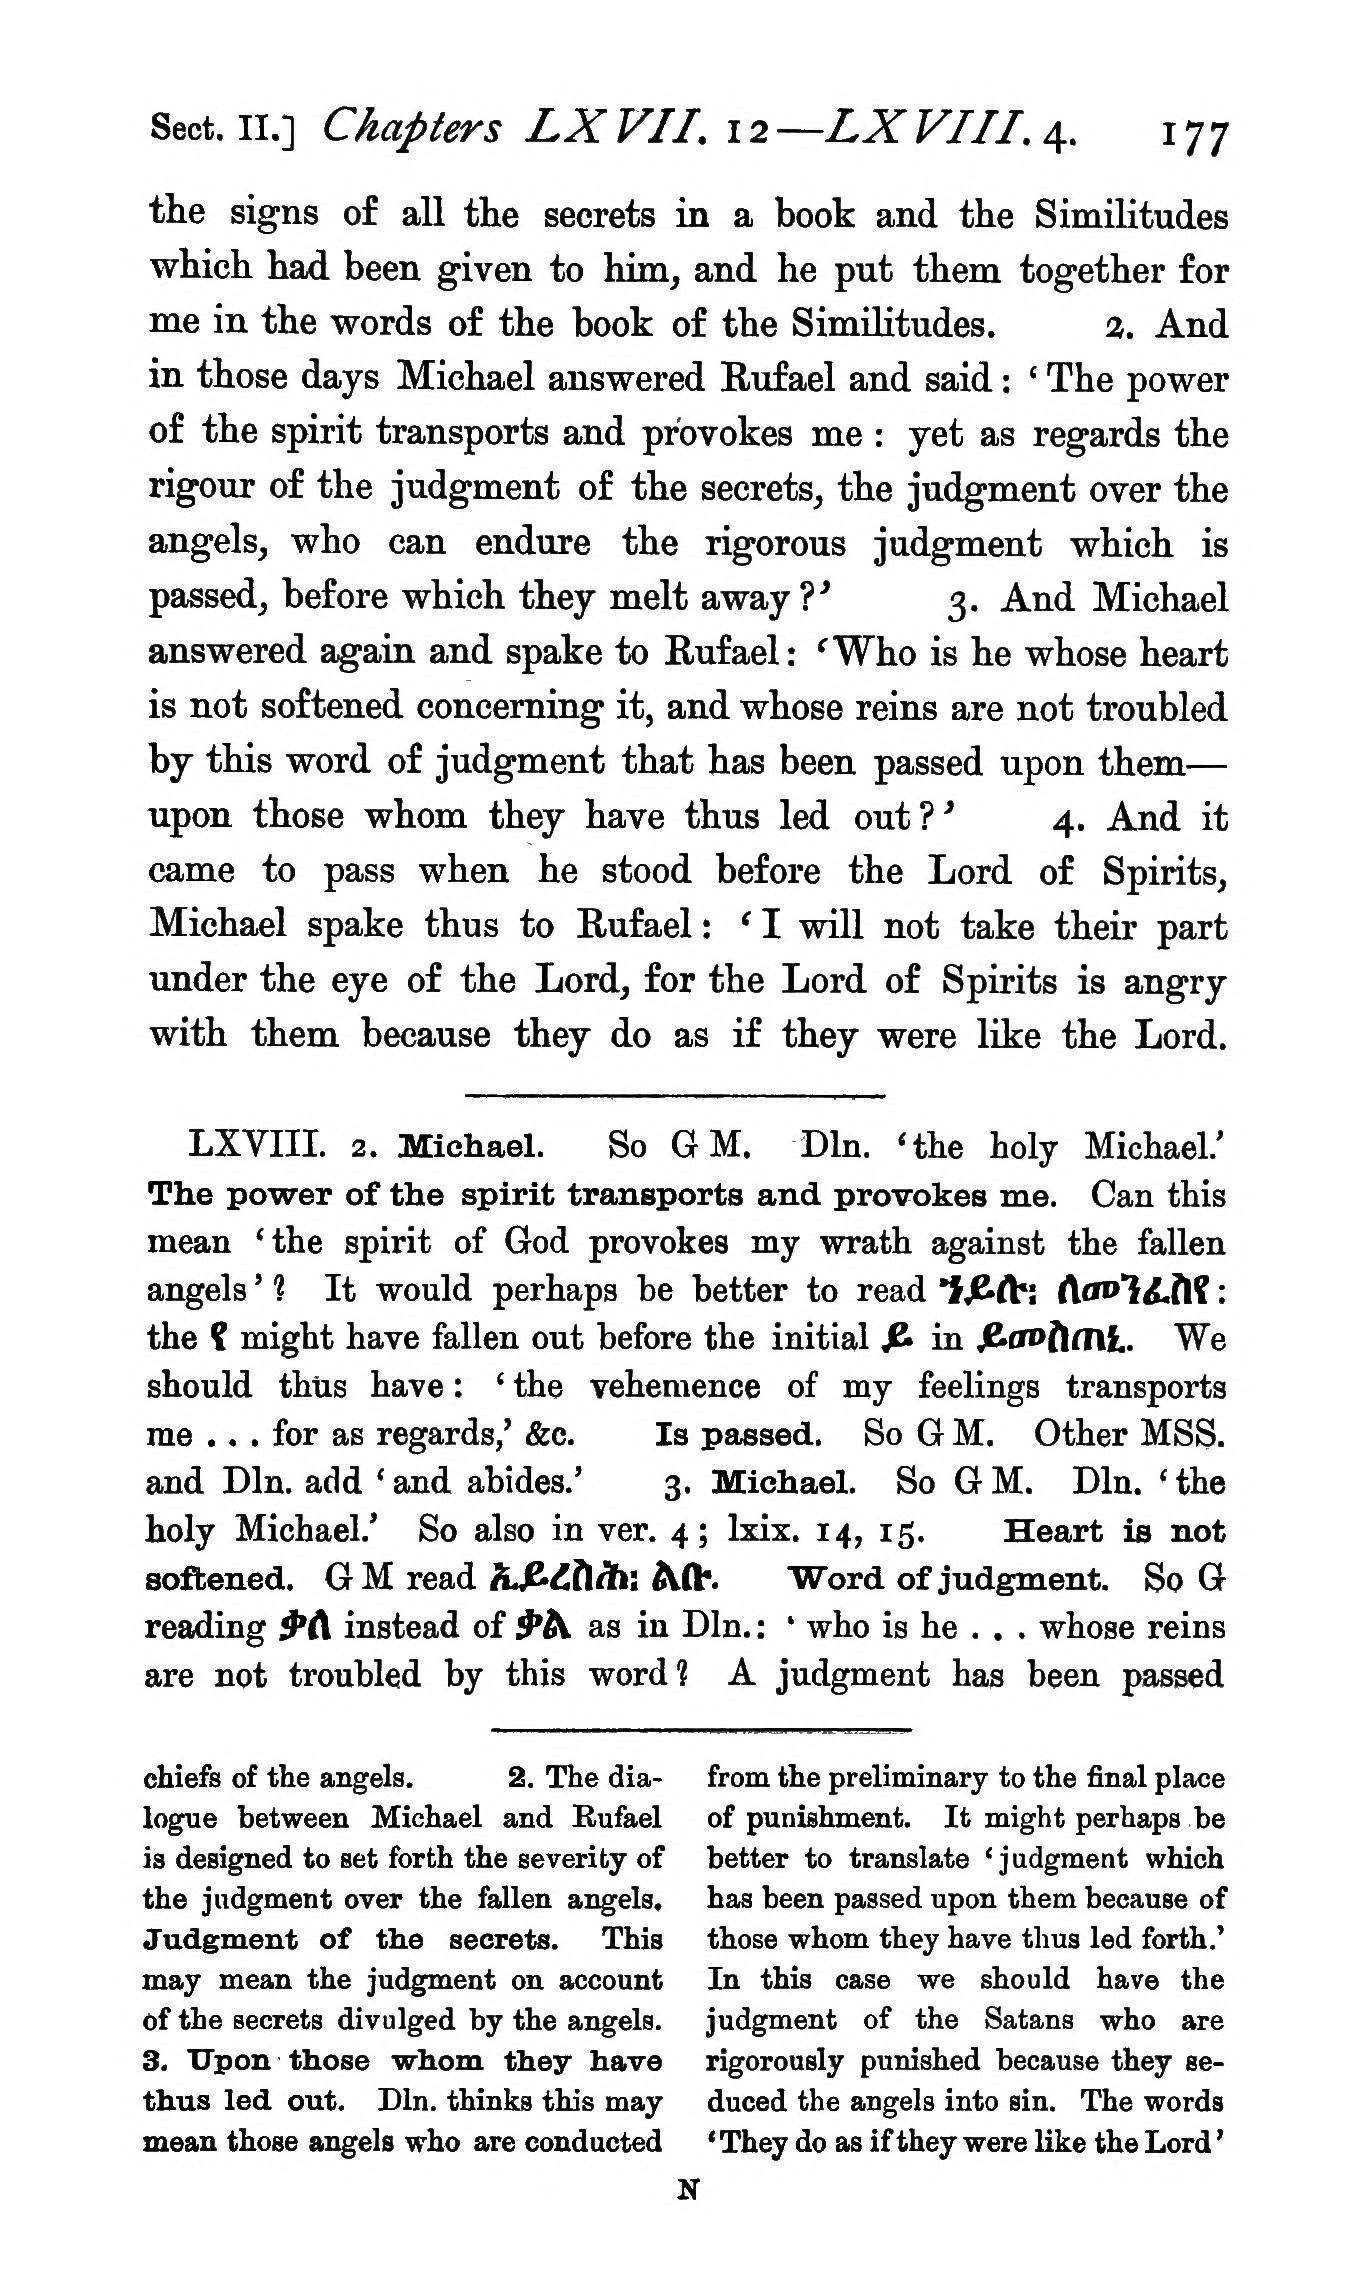 Sect. II.] Chapters LXVII. 12—LXVIII. 4. 177
the signs of all the secrets in a book and the Similitudes
which had been given to him, and he put them together for
me in the words of the book of the Similitudes. 2. And
in those days Michael answered Rufael and said : ‘ The power
of the spirit transports and provokes me : yet as regards the
rigour of the judgment of the secrets, the judgment over the
angels, who can endure the rigorous judgment which is
passed, before which they melt away ?’ 3. And Michael
answered again and spake to Rufael : ‘Who is he whose heart
is not softened concerning it, and whose reins are not troubled
by this word of judgment that has been passed upon them—
upon those whom they have thus led out ?’ 4. And it
came to pass when he stood before the Lord of Spirits,
Michael spake thus to Rufael : ‘ I will not take their part
under the eye of the Lord, for the Lord of Spirits is angry
with them because they do as if they were like the Lord.
LXVIII. 2. Michael. So G M. Dln. ‘the holy Michael.’
The power of the spirit transports and provokes me. Can this
mean ‘the spirit of God provokes my wrath against the fallen
angels’ ? It would perhaps be better to read ኀይሉ፡ ለመንፈስየ :
the የ might have fallen out before the initial ይ in ይመስጠኒ. We
should thus have : ‘the vehemence of my feelings transports
me . . . for as regards,’ &c. Is passed. So G M. Other MSS.
and Dln. add ‘and abides.’ 3. Michael. So G M. Dln. ‘the
holy Michael.’ So also in ver. 4 ; lxix. 14, 15. Heart is not
softened. G M read ኢይረስሕ፡ ልቡ. Word of judgment. So G
reading ቃለ instead of ቃል as in Dln.: ‘ who is he . . . whose reins
are not troubled by this word ? A judgment has been passed
chiefs of the angels. 2. The dia-
logue between Michael and Rufael
is designed to set forth the severity of
the judgment over the fallen angels.
Judgment of the secrets. This
may mean the judgment on account
of the secrets divulged by the angels.
3. Upon those whom they have
thus led out. Dln. thinks this may
mean those angels who are conducted
from the preliminary to the final place
of punishment. It might perhaps be
better to translate ‘judgment which
has been passed upon them because of
those whom they have thus led forth.’
In this case we should have the
judgment of the Satans who are
rigorously punished because they se-
duced the angels into sin. The words
‘They do as if they were like the Lord’
N